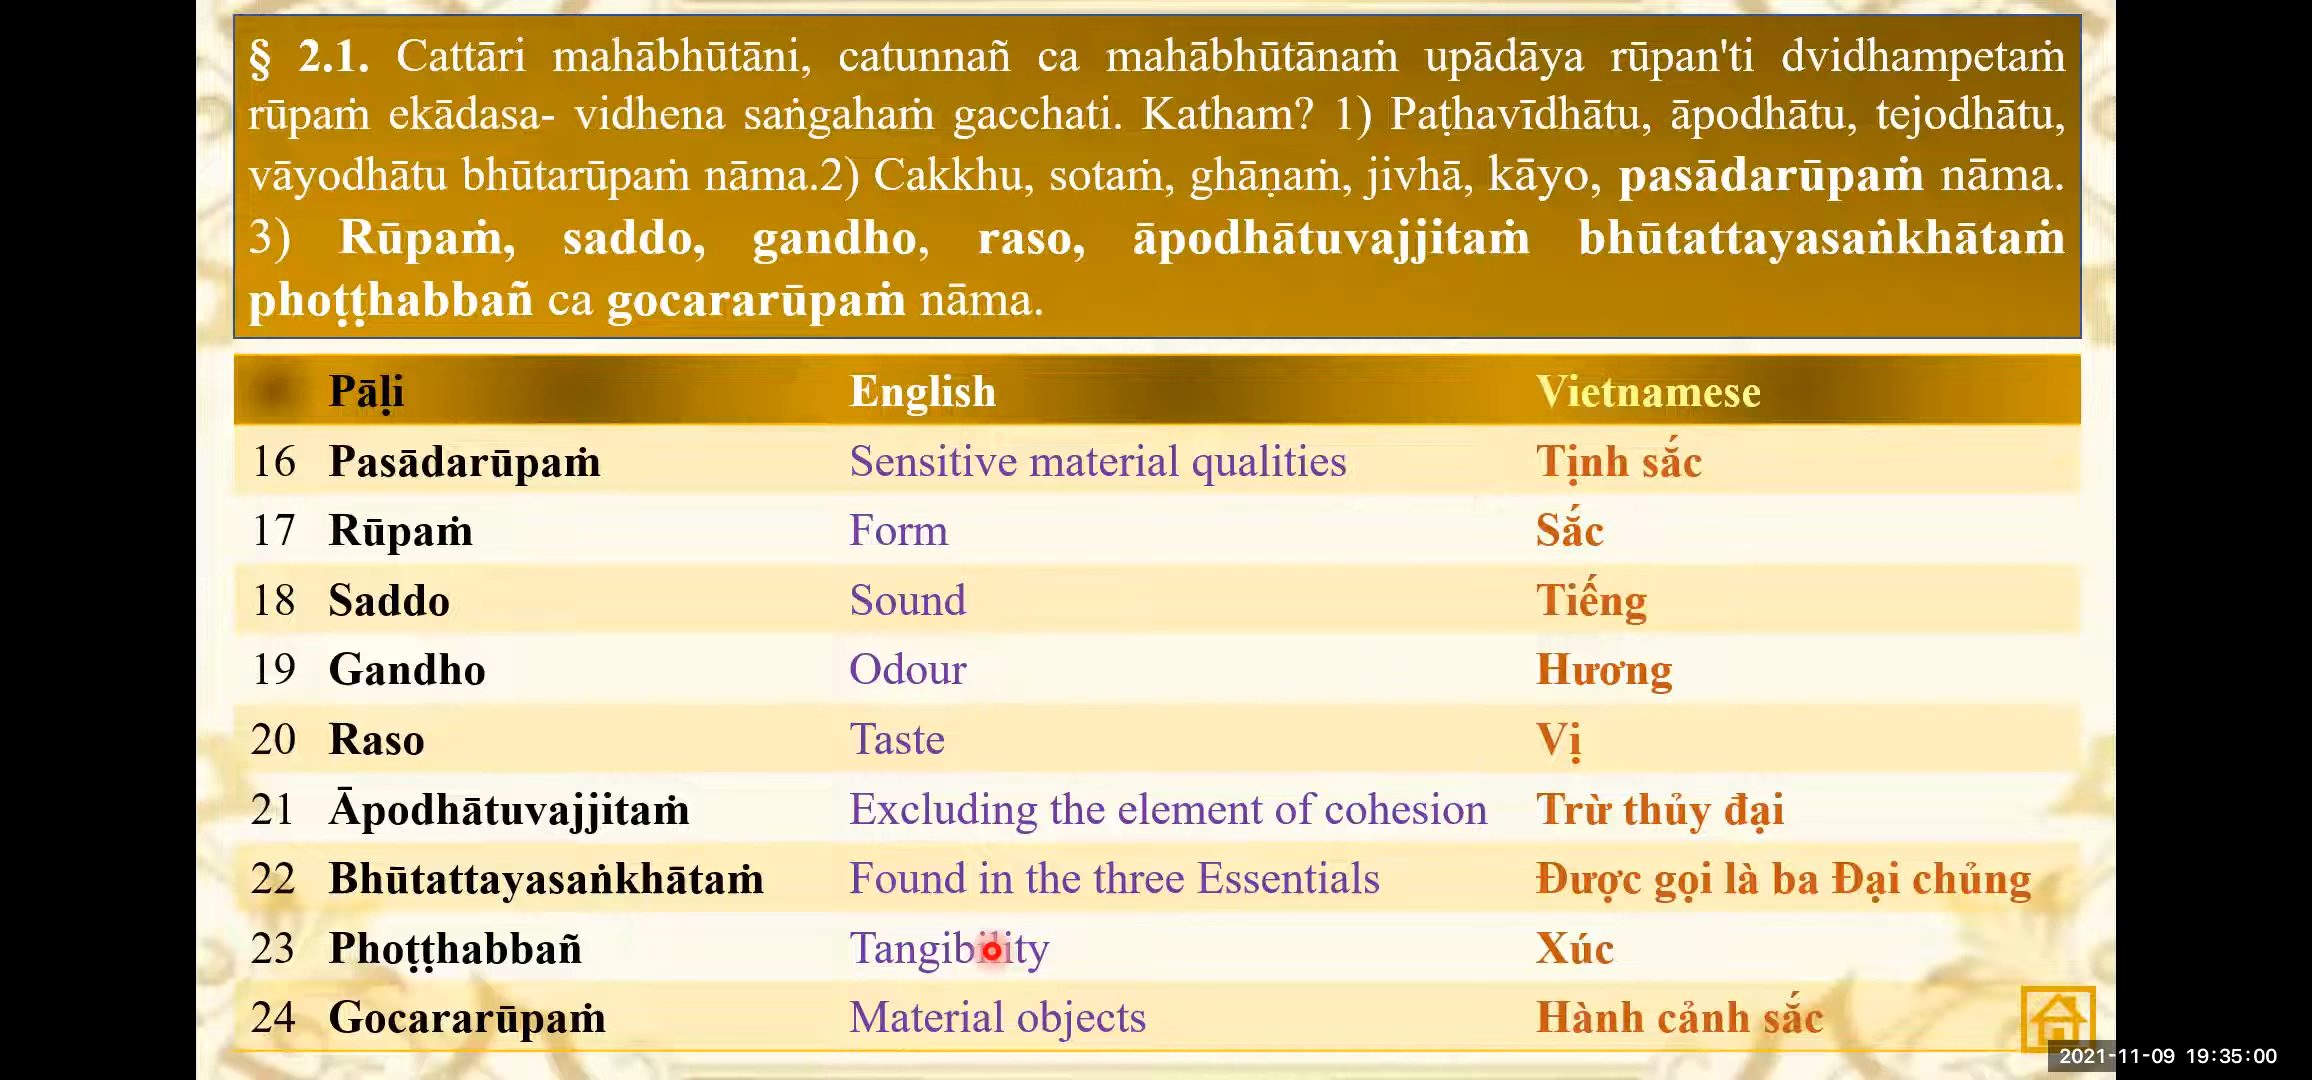 § 2.1. Cattāri mahābhūtāni, catunnañ ca mahābhūtānaṁ upādāya rūpan'ti dvidhampetaṁ
rūpaṁ ekādasa- vidhena saṅgahaṁ gacchati. Katham? 1) Paṭhavīdhātu, āpodhātu, tejodhātu,
vāyodhātu bhūtarūpaṁ nāma.2) Cakkhu, sotaṁ, ghāṇaṁ, jivhā, kāyo, pasādarūpaṁ nāma.
3) Rūpaṁ, saddo, gandho, raso, āpodhātuvajjitaṁ bhūtattayasaṅkhātaṁ
phoṭṭhabbañ ca gocararūpaṁ nāma.
Pāḷi English Vietnamese
16 Pasādarūpaṁ Sensitive material qualities Tịnh sắc
17 Rūpaṁ Form Sắc
18 Saddo Sound Tiếng
19 Gandho Odour Hương
20 Raso Taste Vị
21 Āpodhātuvajjitaṁ Excluding the element of cohesion Trừ thủy đại
22 Bhūtattayasaṅkhātaṁ Found in the three Essentials Được gọi là ba Đại chủng
23 Phoṭṭhabbañ Tangibility Xúc
24 Gocararūpaṁ Material objects Hành cảnh sắc
2021-11-09 19:35:00